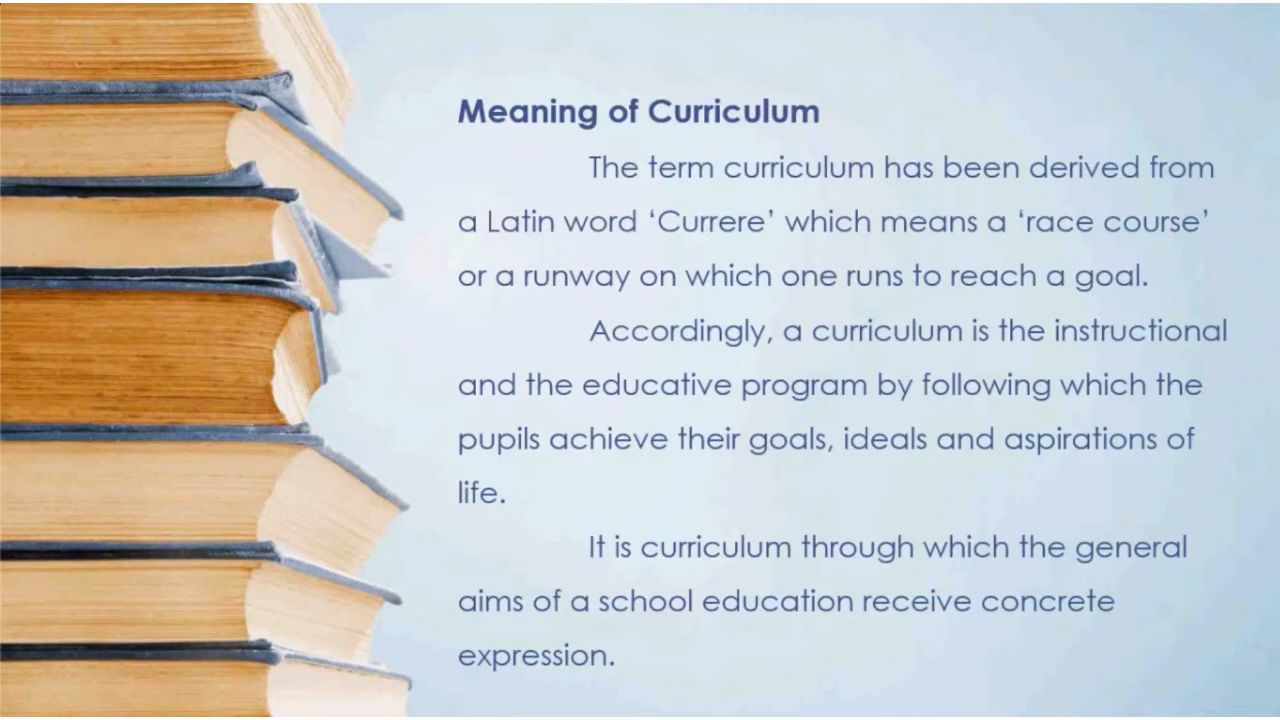 Meaning of Curriculum
The term curriculum has been derived from
a Latin word ‘Currere’ which means a ‘race course’
or a runway on which one runs to reach a goal.
Accordingly, a curriculum is the instructional
and the educative program by following which the
pupils achieve their goals, ideals and aspirations of
life.
It is curriculum through which the general
aims of a school education receive concrete
expression.